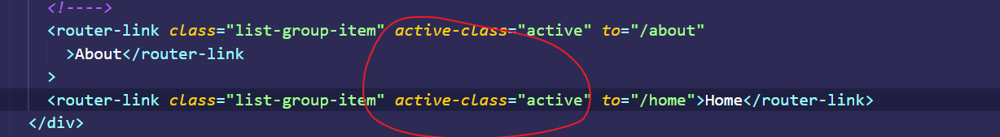 <!---->
<router-link class="list-group-item" active-class="active" to="/about"
>About</router-link
>
<router-link class="list-group-item" active-class="active" to="/home">Home</router-link>
</div>